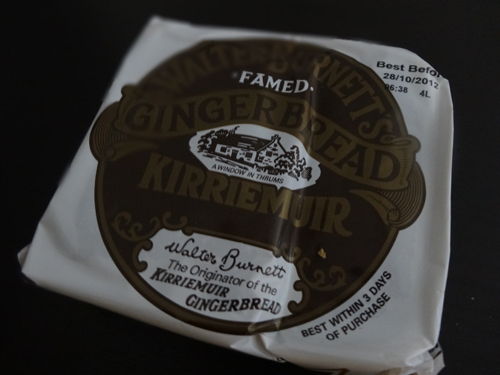 WALTER BURNETT'S
FAMED
GINGERBREAD
A WINDOW IN THRUMS
KIRRIEMUIR
Walter Burnett
The Originator of the
KIRRIEMUIR
GINGERBREAD
Best Befor
28/10/2012
06:38 4L
BEST WITHIN 3 DAYS
OF PURCHASE